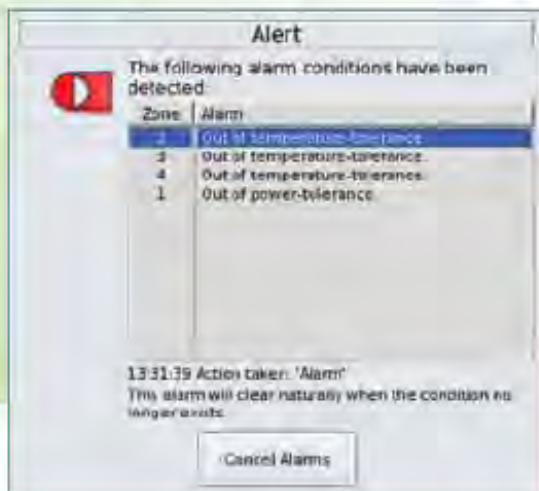 Alert
The following alarm conditions have been
detected:
Zone Alarm
2 Out of temperature-tolerance.
3 Out of temperature-tolerance.
4 Out of temperature-tolerance.
1 Out of power-tolerance.
13:31:39 Action taken: 'Alarm'
This alarm will clear naturally when the condition no
longer exists.
Cancel Alarms